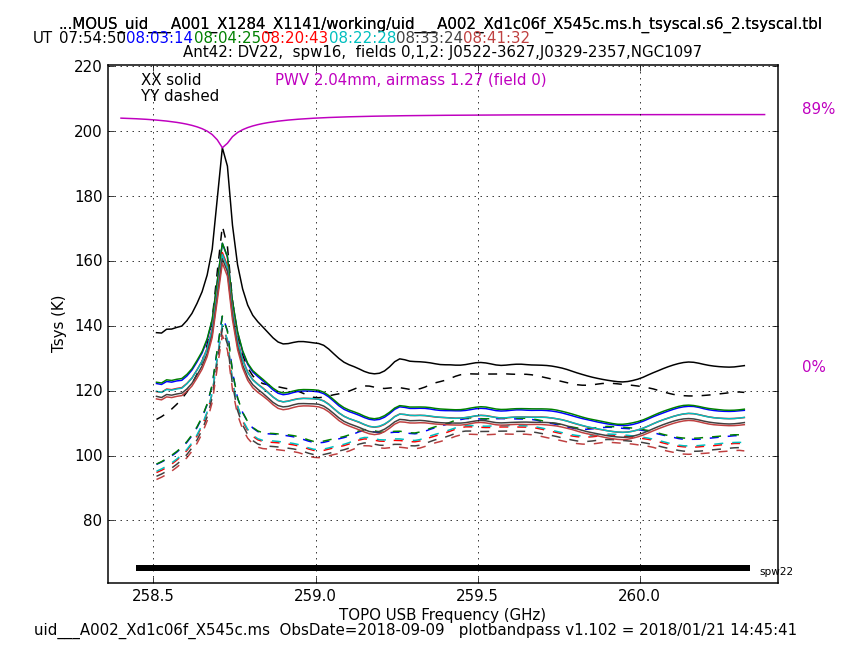 ...MOUS_uid___A001_X1284_X1141/working/uid___A002_Xd1c06f_X545c.ms.h_tsyscal.s6_2.tsyscal.tbl
UT 07:54:50 08:03:14 08:04:25 08:20:43 08:22:28 08:33:24 08:41:32
Ant42: DV22, spw16, fields 0,1,2: J0522-3627,J0329-2357,NGC1097
XX solid
YY dashed
PWV 2.04mm, airmass 1.27 (field 0)
89%
0%
Tsys (K)
220
200
180
160
140
120
100
80
spw22
258.5 259.0 259.5 260.0
TOPO USB Frequency (GHz)
uid___A002_Xd1c06f_X545c.ms ObsDate=2018-09-09 plotbandpass v1.102 = 2018/01/21 14:45:41